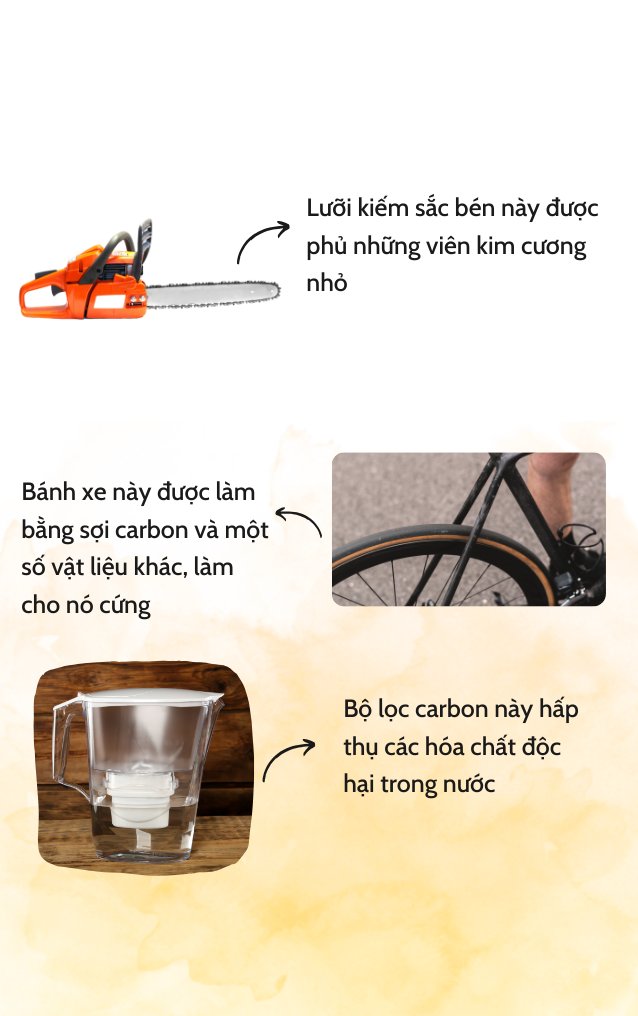 Lưỡi kiếm sắc bén này được
phủ những viên kim cương
nhỏ
Bánh xe này được làm
bằng sợi carbon và một
số vật liệu khác, làm
cho nó cứng
Bộ lọc carbon này hấp
thụ các hóa chất độc
hại trong nước